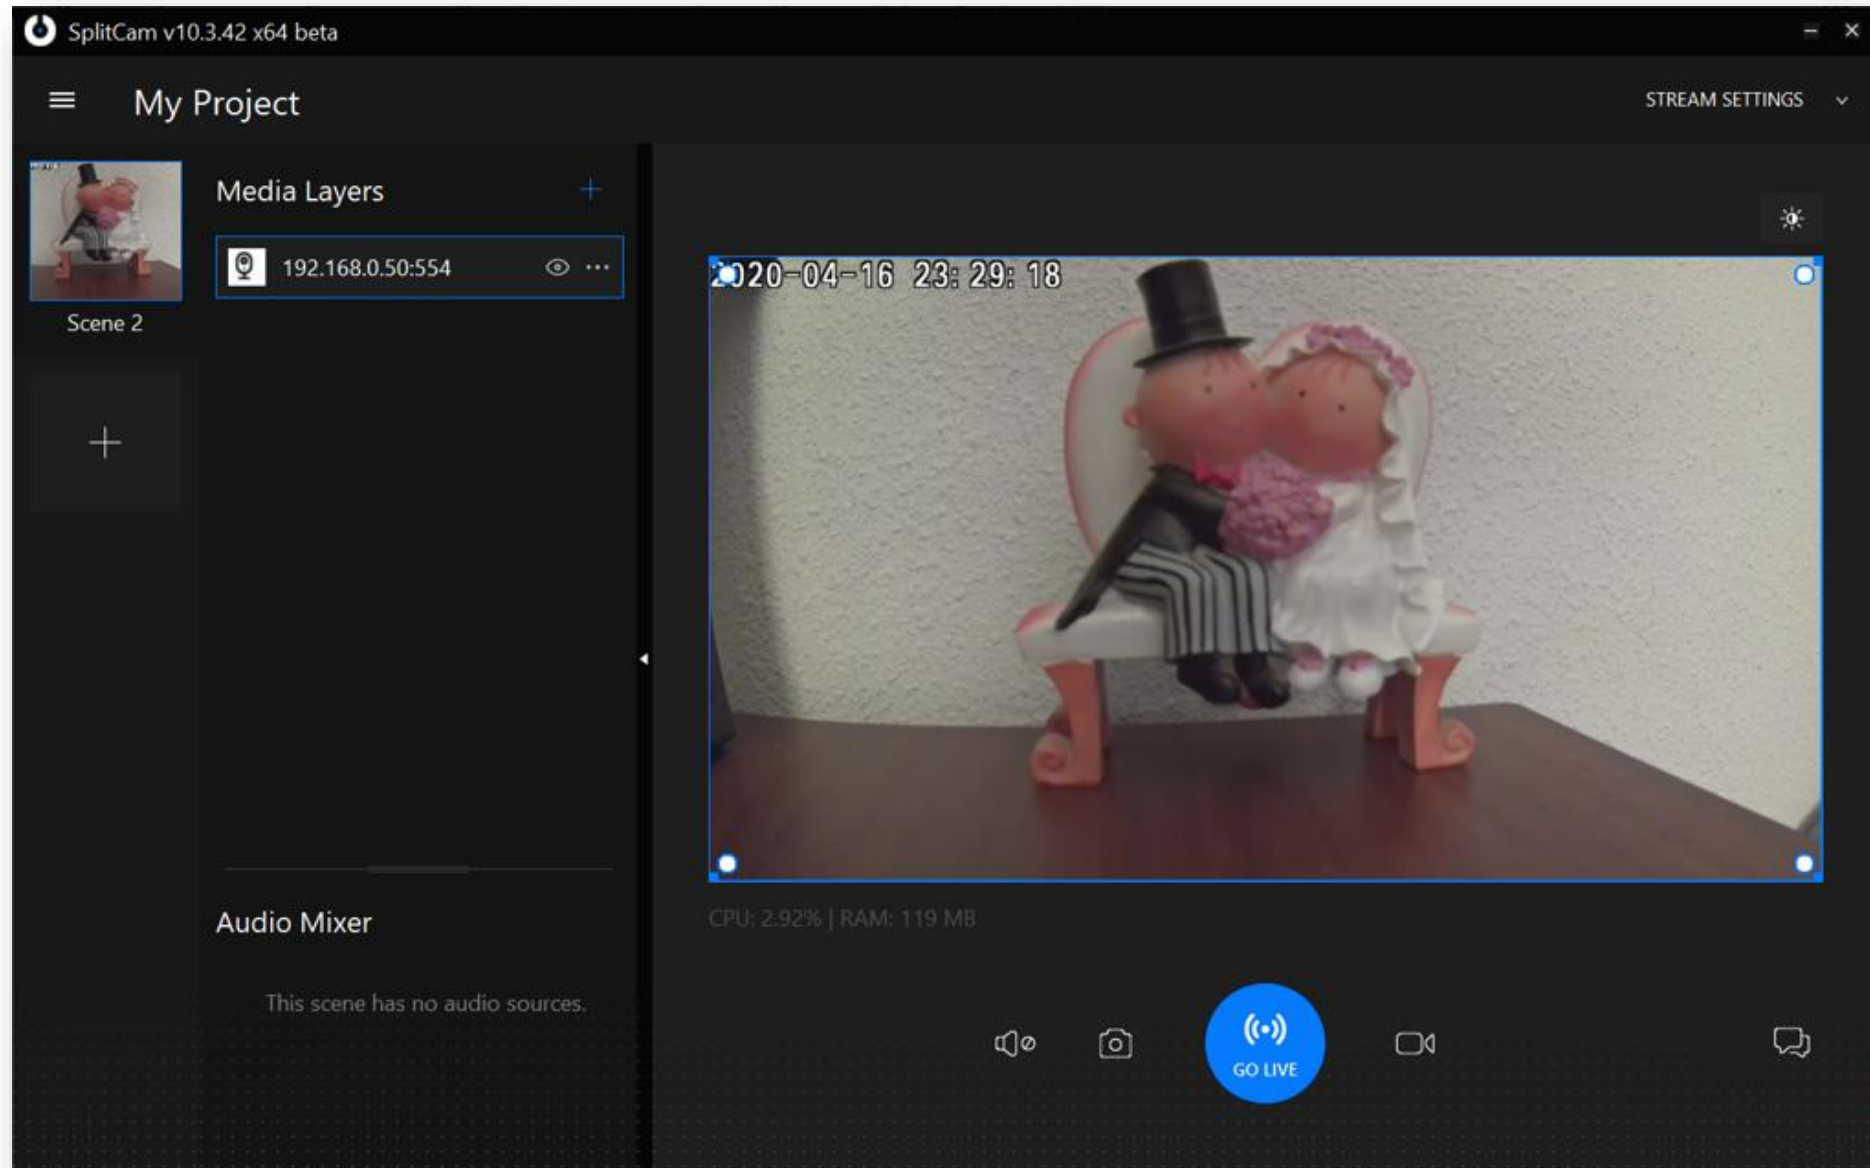 SplitCam v10.3.42 x64 beta
My Project
STREAM SETTINGS
Scene 2
Media Layers
192.168.0.50:554
2020-04-16 23:29:18
CPU: 2.92% | RAM: 119 MB
Audio Mixer
This scene has no audio sources.
GO LIVE